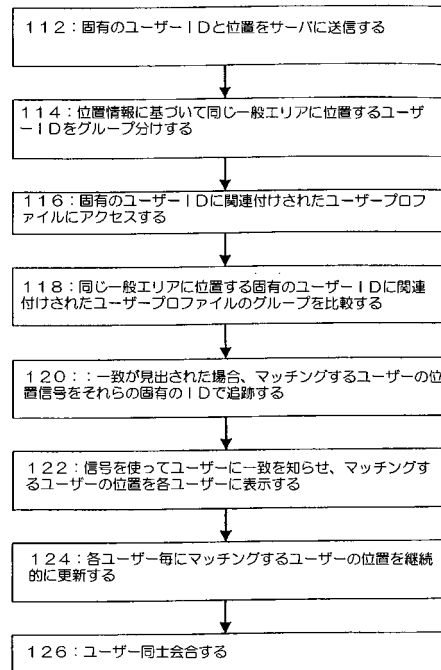 112：固有のユーザーIDと位置をサーバに送信する
114：位置情報に基づいて同じ一般エリアに位置するユーザ
ーIDをグループ分けする
116：固有のユーザーIDに関連付けされたユーザープロフ
ァイルにアクセスする
118：同じ一般エリアに位置する固有のユーザーIDに関連
付けされたユーザープロファイルのグループを比較する
120：：一致が見出された場合、マッチングするユーザーの位
置信号をそれらの固有のIDで追跡する
122：信号を使ってユーザーに一致を知らせ、マッチングす
るユーザーの位置を各ユーザーに表示する
124：各ユーザー毎にマッチングするユーザーの位置を継続
的に更新する
126：ユーザー同士会合する